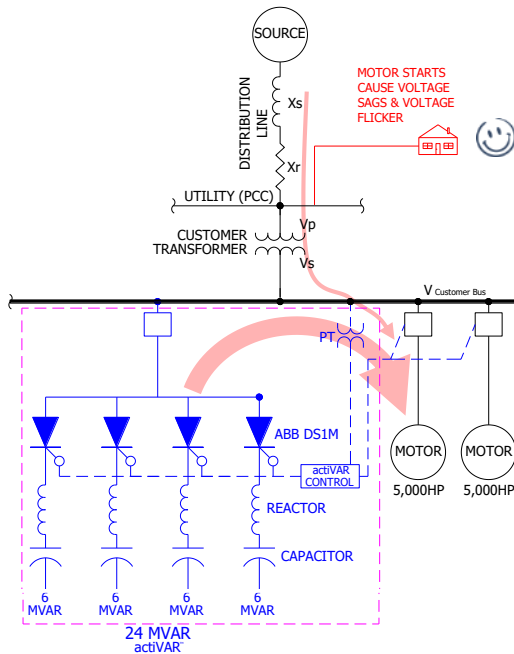 SOURCE
MOTOR STARTS
CAUSE VOLTAGE
SAGS & VOLTAGE
FLICKER
DISTRIBUTION
LINE
Xs
Xr
UTILITY (PCC)
Vp
CUSTOMER
TRANSFORMER
Vs
V Customer Bus
PT
ABB DS1M
actiVAR
CONTROL
MOTOR
MOTOR
5,000HP
5,000HP
REACTOR
CAPACITOR
6
MVAR
6
MVAR
6
MVAR
6
MVAR
24 MVAR
actiVAR™